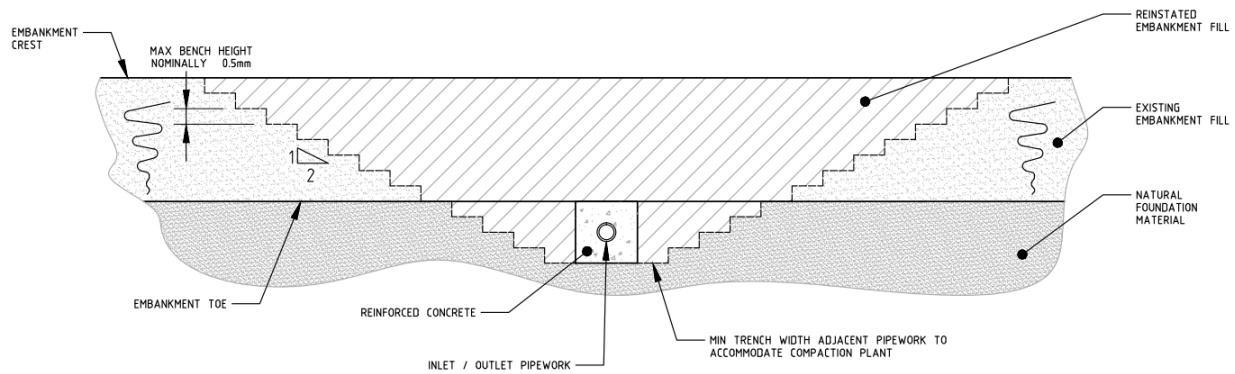 EMBANKMENT
CREST
MAX BENCH HEIGHT
NOMINALLY 0.5mm
REINSTATED
EMBANKMENT FILL
EXISTING
EMBANKMENT FILL
1
2
NATURAL
FOUNDATION
MATERIAL
EMBANKMENT TOE
REINFORCED CONCRETE
INLET / OUTLET PIPEWORK
MIN TRENCH WIDTH ADJACENT PIPEWORK TO
ACCOMMODATE COMPACTION PLANT